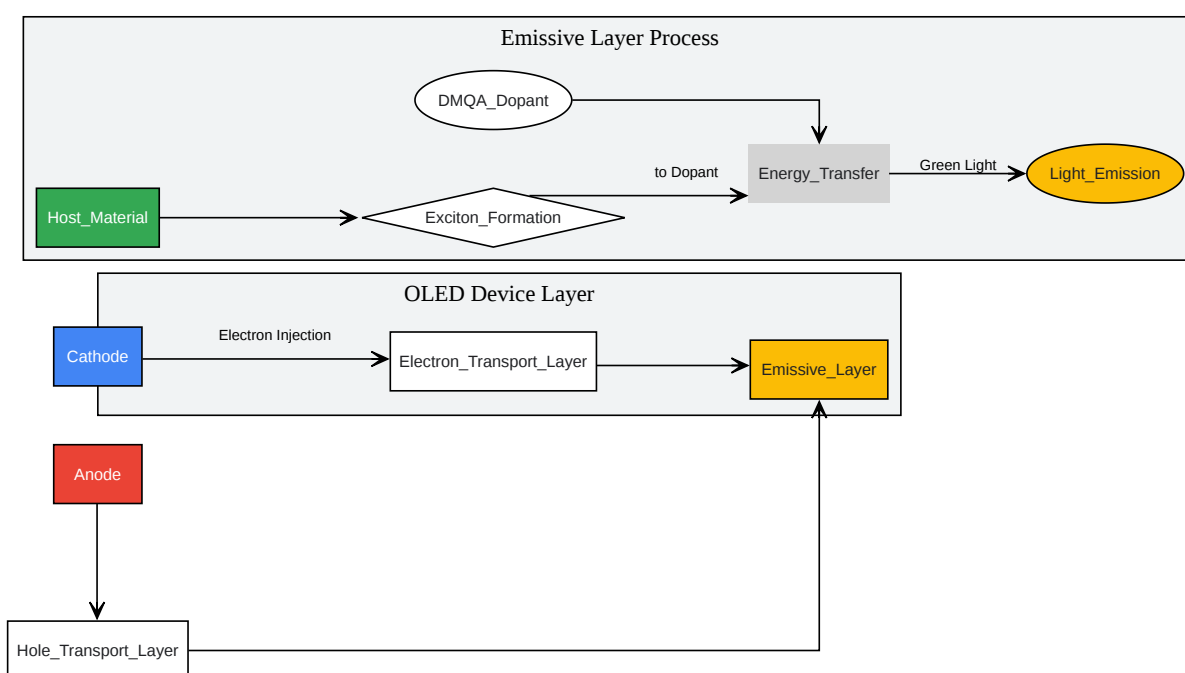 Emissive Layer Process
DMQA_Dopant
to Dopant
Energy_Transfer
Green Light
Light_Emission
Host_Material
Exciton_Formation
OLED Device Layer
Electron Injection
Cathode
Electron_Transport_Layer
Emissive_Layer
Anode
Hole_Transport_Layer